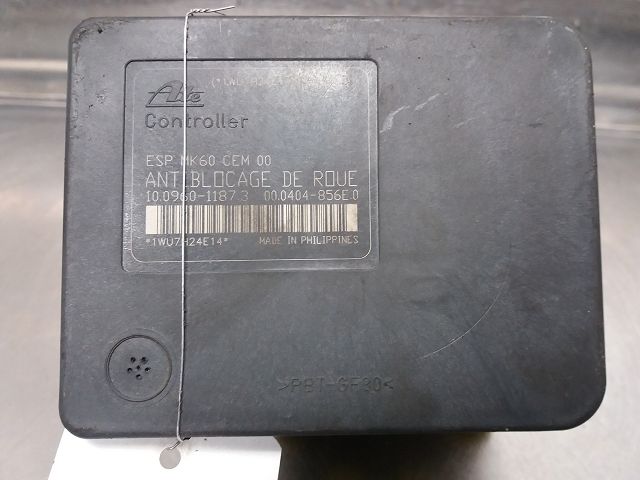 Ate
Controller
ESP MK60 CEM 00
ANTIBLOCAGE DE ROUE
10.0960-1187.3 00.0404-856E.0
*1WU7H24E14* MADE IN PHILIPPINES
>PBT-GF30<